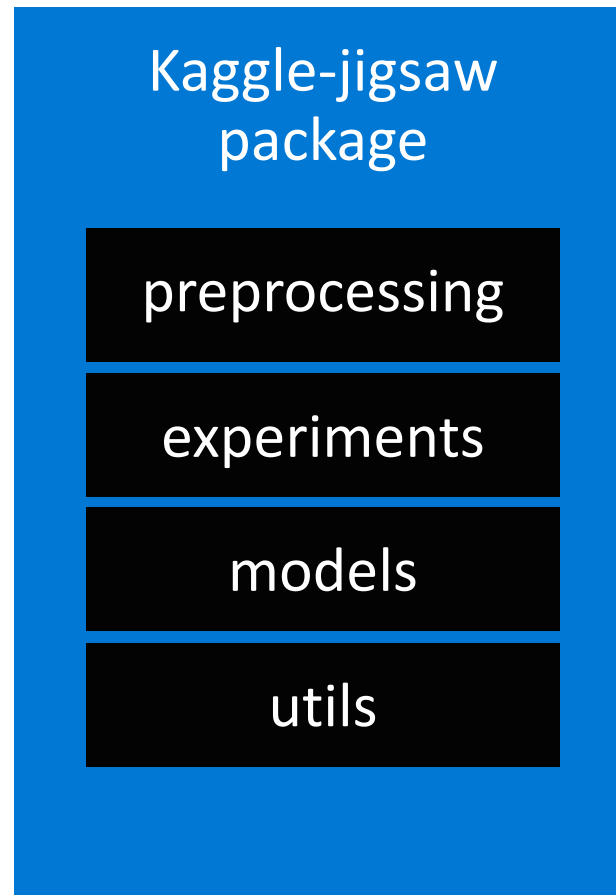 Kaggle-jigsaw
package
preprocessing
experiments
models
utils